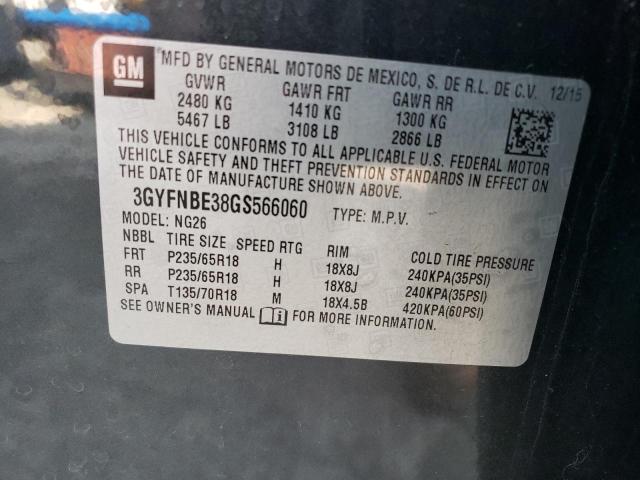 GM
MFD BY GENERAL MOTORS DE MEXICO, S. DE R.L. DE C.V. 12/15
GVWR GAWR FRT GAWR RR
2480 KG 1410 KG 1300 KG
5467 LB 3108 LB 2866 LB
THIS VEHICLE CONFORMS TO ALL APPLICABLE U.S. FEDERAL MOTOR
VEHICLE SAFETY AND THEFT PREVENTION STANDARDS IN EFFECT ON
THE DATE OF MANUFACTURE SHOWN ABOVE.
3GYFNBE38GS566060 TYPE: M.P.V.
MODEL: NG26
NBBL TIRE SIZE SPEED RTG RIM COLD TIRE PRESSURE
FRT P235/65R18 H 18X8J 240KPA(35PSI)
RR P235/65R18 H 18X8J 240KPA(35PSI)
SPA T135/70R18 M 18X4.5B 420KPA(60PSI)
SEE OWNER'S MANUAL FOR MORE INFORMATION.